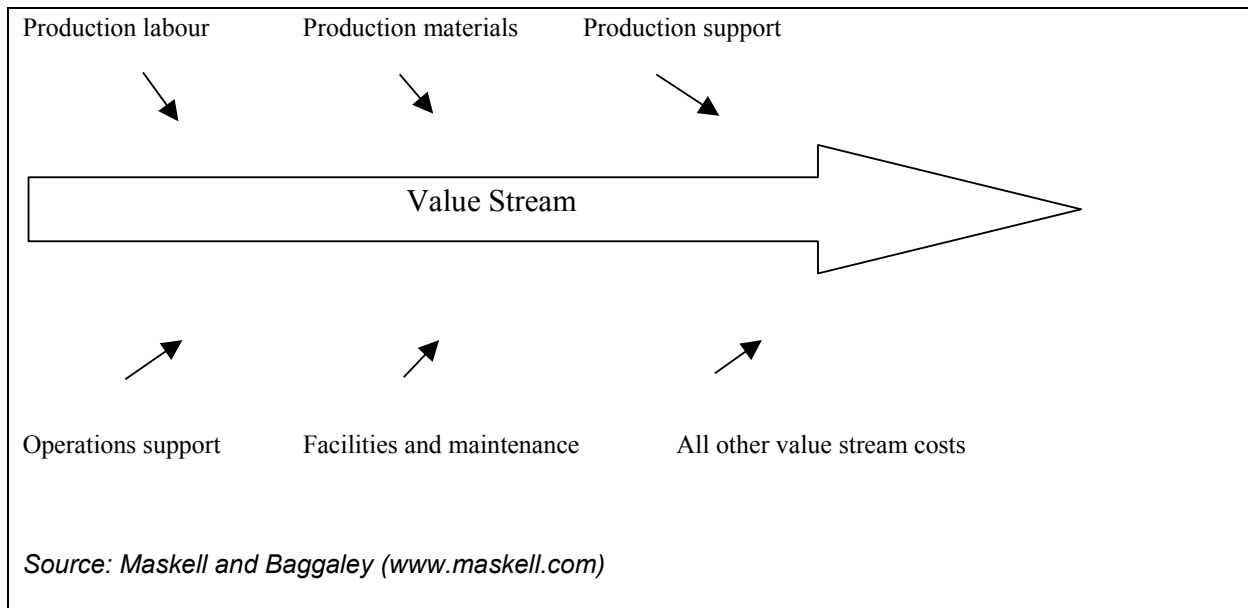 Production labour Production materials Production support
Value Stream
Operations support Facilities and maintenance All other value stream costs
Source: Maskell and Baggaley (www.maskell.com)